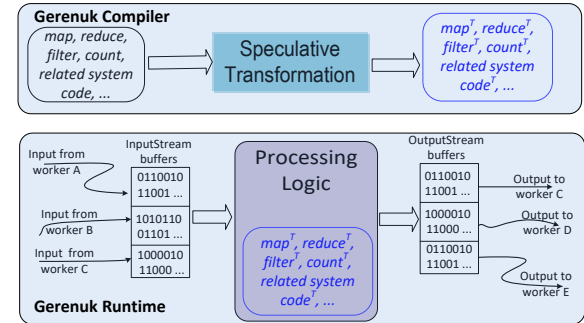 Gerenuk Compiler
map, reduce,
filter, count,
related system
code, ...
Speculative
Transformation
mapᵀ, reduceᵀ,
filterᵀ, countᵀ,
related system
codeᵀ, ...
Input from
worker A
Input from
worker B
Input from
worker C
InputStream
buffers
0110010
11001 ...
1010110
01101 ...
1000010
11000 ...
Processing
Logic
mapᵀ, reduceᵀ,
filterᵀ, countᵀ,
related system
codeᵀ, ...
OutputStream
buffers
0110010
11001 ...
1000010
11000 ...
0110010
11001 ...
Output to
worker C
Output to
worker D
Output to
worker E
Gerenuk Runtime